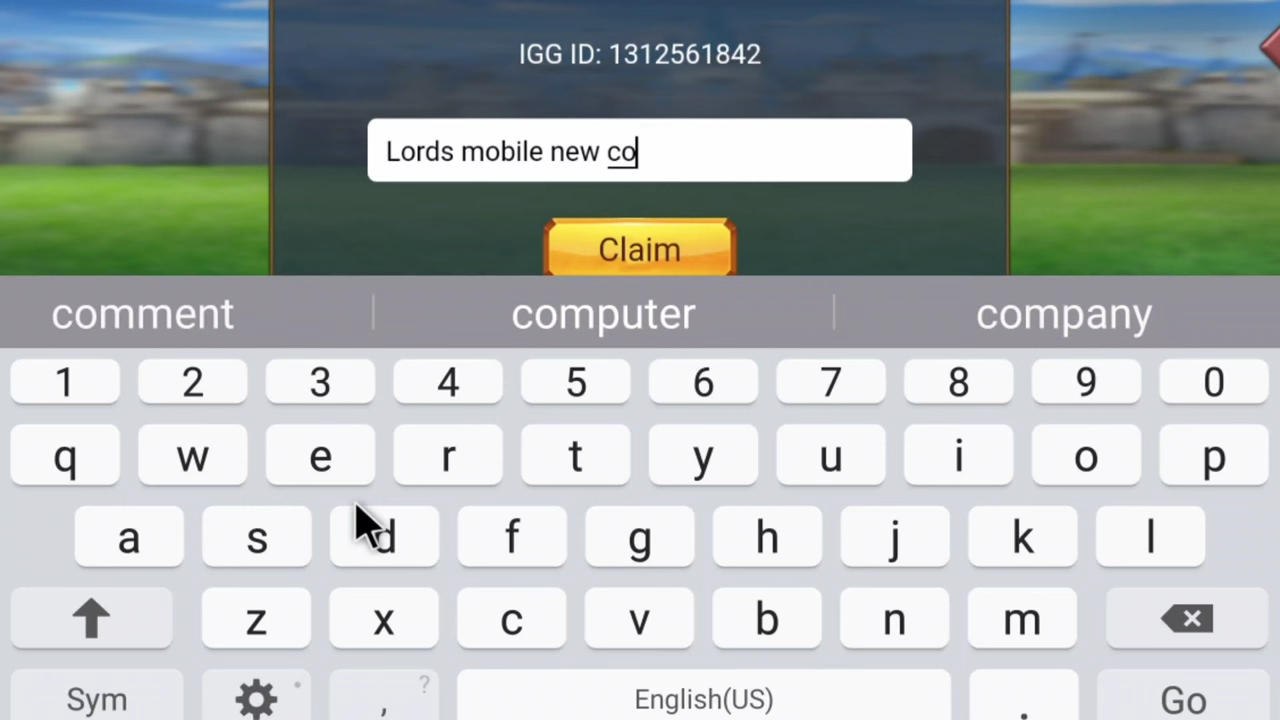 IGG ID: 1312561842
Lords mobile new co
Claim
comment computer company
1 2 3 4 5 6 7 8 9 0
q w e r t y u i o p
a s d f g h j k l
z x c v b n m
Sym , ? English(US) . Go